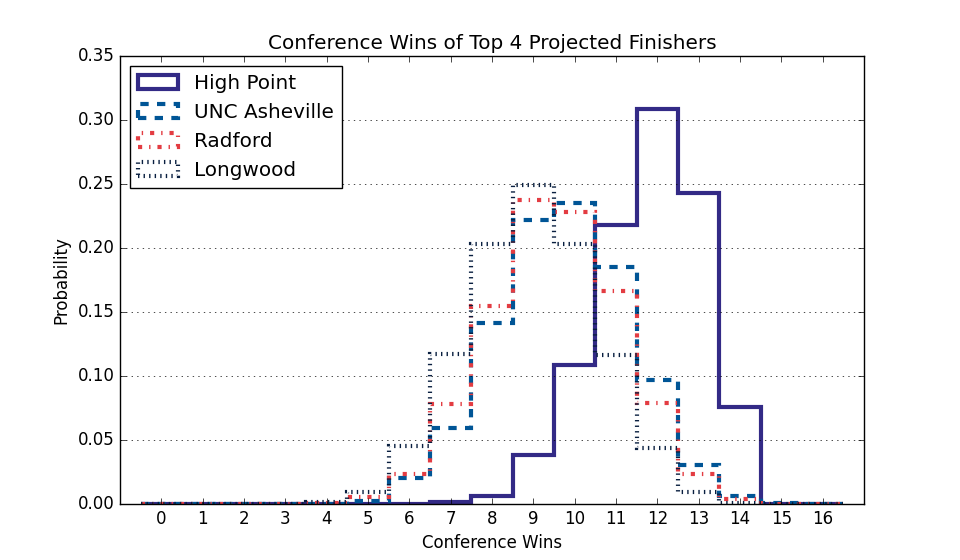 Conference Wins of Top 4 Projected Finishers
High Point
UNC Asheville
Radford
Longwood
0.35
0.30
0.25
0.20
0.15
0.10
0.05
0.00
Probability
0 1 2 3 4 5 6 7 8 9 10 11 12 13 14 15 16
Conference Wins